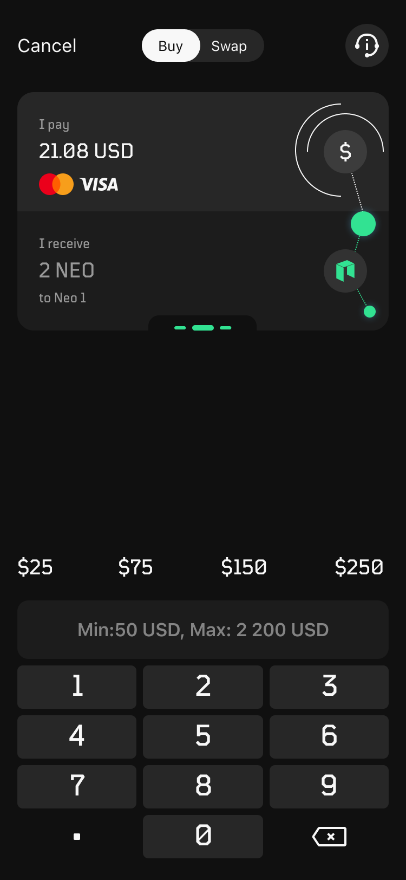 Cancel
Buy
Swap
I pay
21.08 USD
VISA
$
I receive
2 NEO
to Neo 1
$25
$75
$150
$250
Min:50 USD, Max: 2 200 USD
1
2
3
4
5
6
7
8
9
.
0